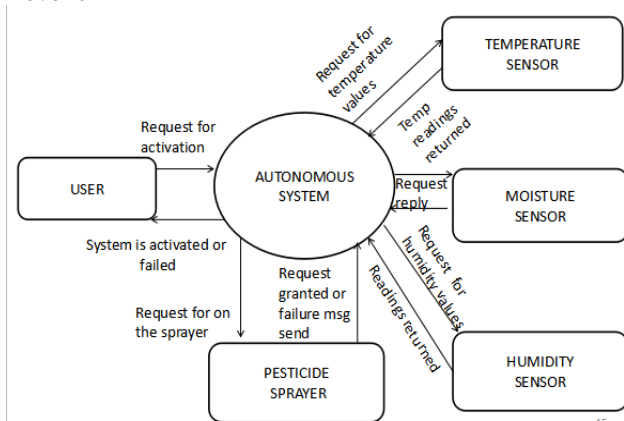 Request for
temperature
values
TEMPERATURE
SENSOR
Temp
readings
returned
Request for
activation
USER
AUTONOMOUS
SYSTEM
Request
reply
MOISTURE
SENSOR
System is activated or
failed
Request for
humidity values
Readings returned
Request for on
the sprayer
Request
granted or
failure msg
send
PESTICIDE
SPRAYER
HUMIDITY
SENSOR